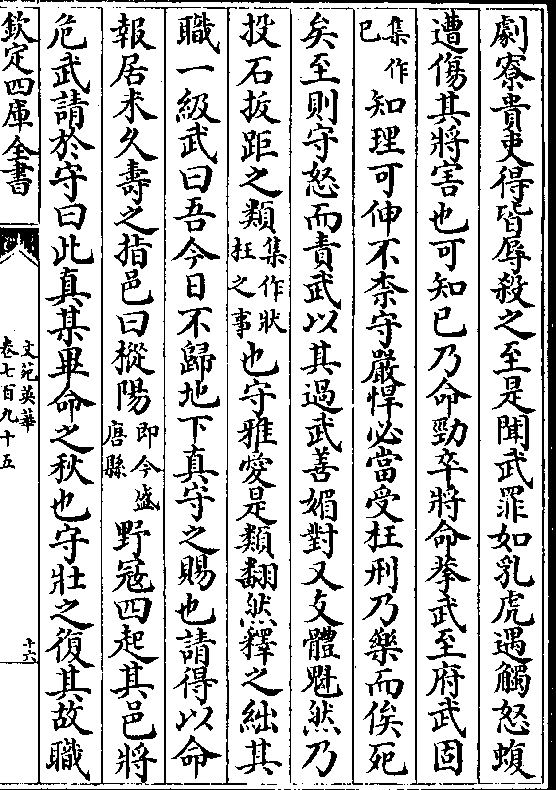 劇寮貴吏得皆辱殺之至是聞武罪如乳虎遇觸怒蝮
遭傷其將害也可知已乃命勁卒將命拳武至府武固
集作已知理可伸不柰守嚴悍必當受枉刑乃樂而俟死
矣至則守怒而責武以其過武善媚對又攴體魁然乃
投石扳距之類集作狀枉之事也守雅愛是類翻然釋之絀其
職一級武曰吾今日不歸地下真守之賜也請得以命
報居未久壽之指邑曰樅陽即今盛唐縣野冦四起其邑將
危武請於守曰此真某畢命之秋也守壯之復其故職
欽定四庫全書
文苑英華
卷七百九十五
十六